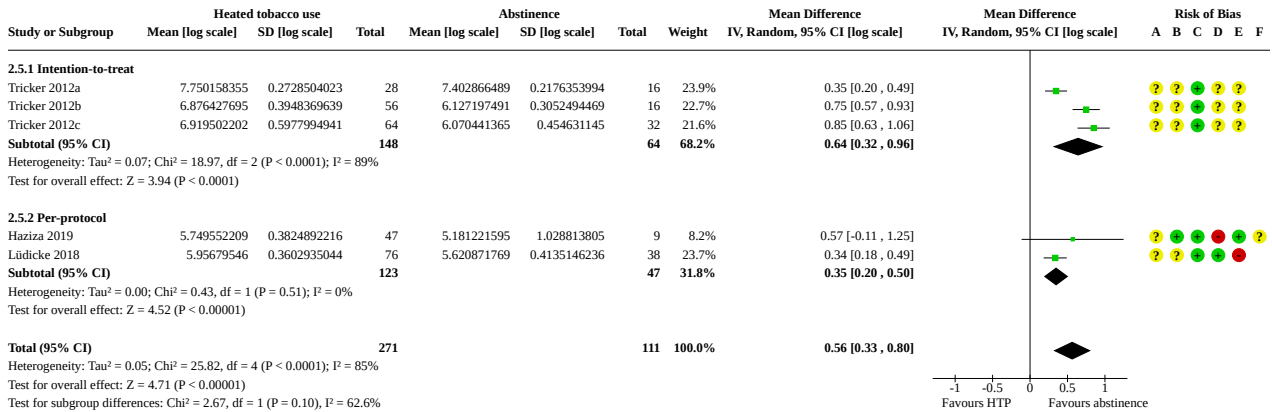 Heated tobacco use Abstinence Mean Difference Mean Difference Risk of Bias
Study or Subgroup Mean [log scale] SD [log scale] Total Mean [log scale] SD [log scale] Total Weight IV, Random, 95% CI [log scale] IV, Random, 95% CI [log scale] A B C D E F
2.5.1 Intention-to-treat
Tricker 2012a 7.750158355 0.2728504023 28 7.402866489 0.2176353994 16 23.9% 0.35 [0.20 , 0.49] ? ? + ? ?
Tricker 2012b 6.876427695 0.3948369639 56 6.127197491 0.3052494469 16 22.7% 0.75 [0.57 , 0.93] ? ? + ? ?
Tricker 2012c 6.919502202 0.5977994941 64 6.070441365 0.454631145 32 21.6% 0.85 [0.63 , 1.06] ? ? + ? ?
Subtotal (95% CI) 148 64 68.2% 0.64 [0.32 , 0.96]
Heterogeneity: Tau² = 0.07; Chi² = 18.97, df = 2 (P < 0.0001); I² = 89%
Test for overall effect: Z = 3.94 (P < 0.0001)
2.5.2 Per-protocol
Haziza 2019 5.749552209 0.3824892216 47 5.181221595 1.028813805 9 8.2% 0.57 [-0.11 , 1.25] ? + + - + ?
Lüdicke 2018 5.95679546 0.3602935044 76 5.620871769 0.4135146236 38 23.7% 0.34 [0.18 , 0.49] ? ? + + -
Subtotal (95% CI) 123 47 31.8% 0.35 [0.20 , 0.50]
Heterogeneity: Tau² = 0.00; Chi² = 0.43, df = 1 (P = 0.51); I² = 0%
Test for overall effect: Z = 4.52 (P < 0.00001)
Total (95% CI) 271 111 100.0% 0.56 [0.33 , 0.80]
Heterogeneity: Tau² = 0.05; Chi² = 25.82, df = 4 (P < 0.0001); I² = 85%
Test for overall effect: Z = 4.71 (P < 0.00001)
-1 -0.5 0 0.5 1
Test for subgroup differences: Chi² = 2.67, df = 1 (P = 0.10), I² = 62.6% Favours HTP Favours abstinence